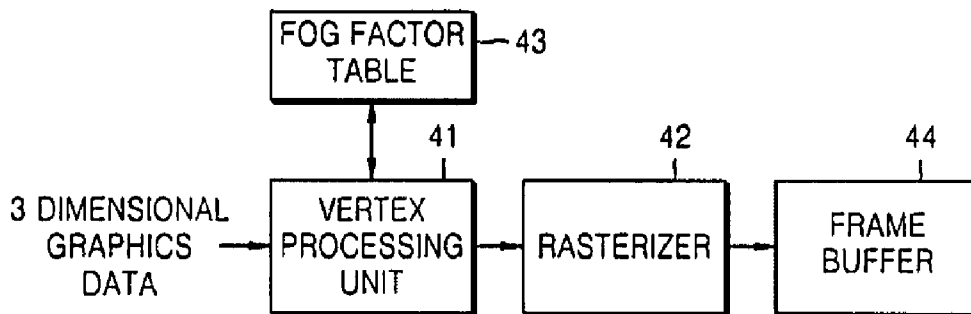 FOG FACTOR
TABLE
43
41
42
44
3 DIMENSIONAL
GRAPHICS
DATA
VERTEX
PROCESSING
UNIT
RASTERIZER
FRAME
BUFFER